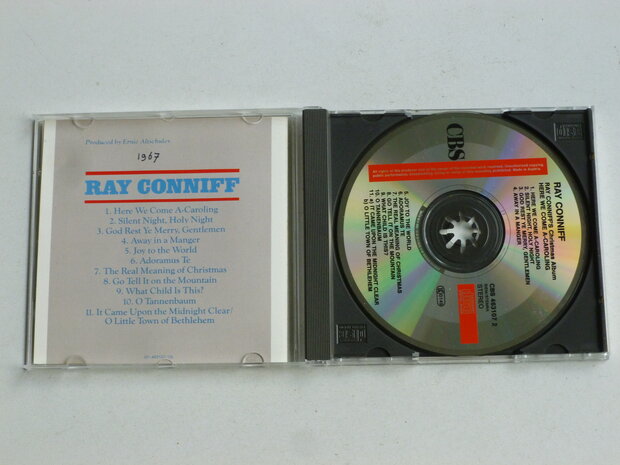 Produced by Ernie Altschuler
1967
RAY CONNIFF
1. Here We Come A-Caroling
2. Silent Night, Holy Night
3. God Rest Ye Merry, Gentlemen
4. Away in a Manger
5. Joy to the World
6. Adoramus Te
7. The Real Meaning of Christmas
8. Go Tell It on the Mountain
9. What Child Is This?
10. O Tannenbaum
11. It Came Upon the Midnight Clear/
O Little Town of Bethlehem
CBS
RAY CONNIFF
RAY CONNIFF'S Christmas Album
HERE WE COME A-CAROLING
1. HERE WE COME A-CAROLING
2. SILENT NIGHT, HOLY NIGHT
3. GOD REST YE MERRY, GENTLEMEN
4. AWAY IN A MANGER
5. JOY TO THE WORLD
6. ADORAMUS TE
7. THE REAL MEANING OF CHRISTMAS
8. GO TELL IT ON THE MOUNTAIN
9. WHAT CHILD IS THIS?
10. O TANNENBAUM
11. a) IT CAME UPON THE MIDNIGHT CLEAR
b) O LITTLE TOWN OF BETHLEHEM
CBS 463107 2
STEREO